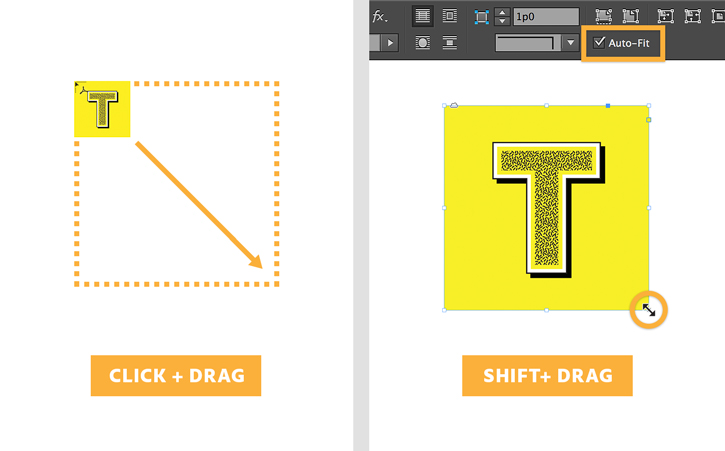 T
CLICK + DRAG
fx.
1p0
Auto-Fit
T
SHIFT+ DRAG